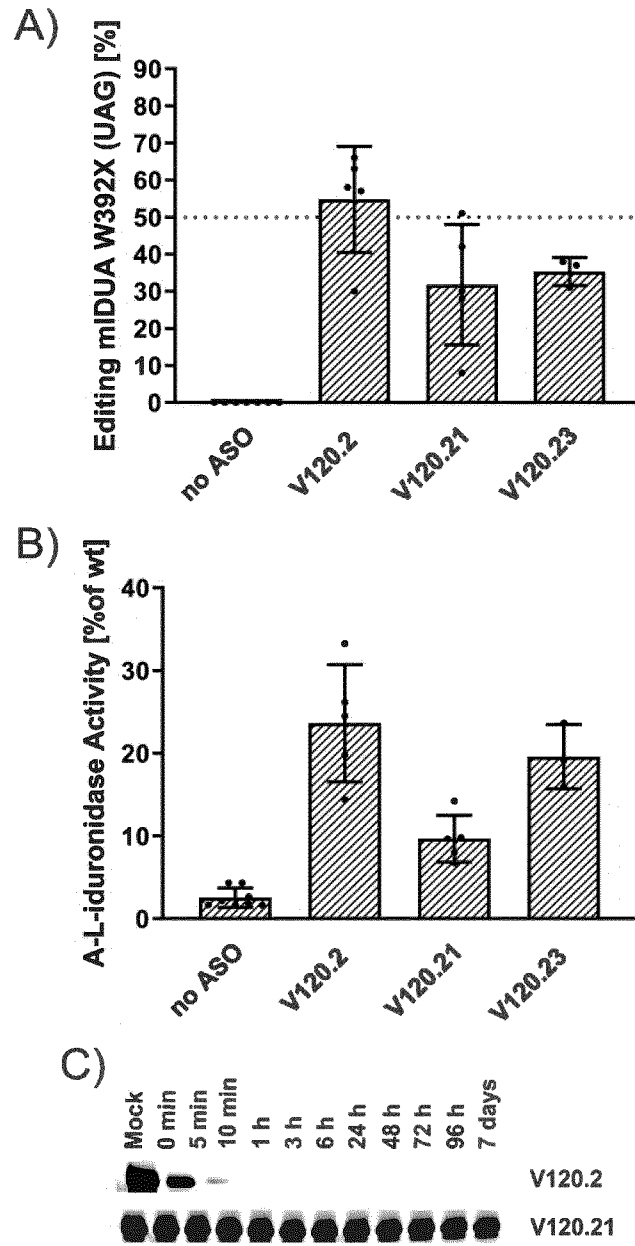 A)
Editing mIDUA W392X (UAG) [%]
90
80
70
60
50
40
30
20
10
0
no ASO
V120.2
V120.21
V120.23
B)
A-L-iduronidase Activity [%of wt]
40
30
20
10
0
no ASO
V120.2
V120.21
V120.23
C)
Mock
0 min
5 min
10 min
1 h
3 h
6 h
24 h
48 h
72 h
96 h
7 days
V120.2
V120.21